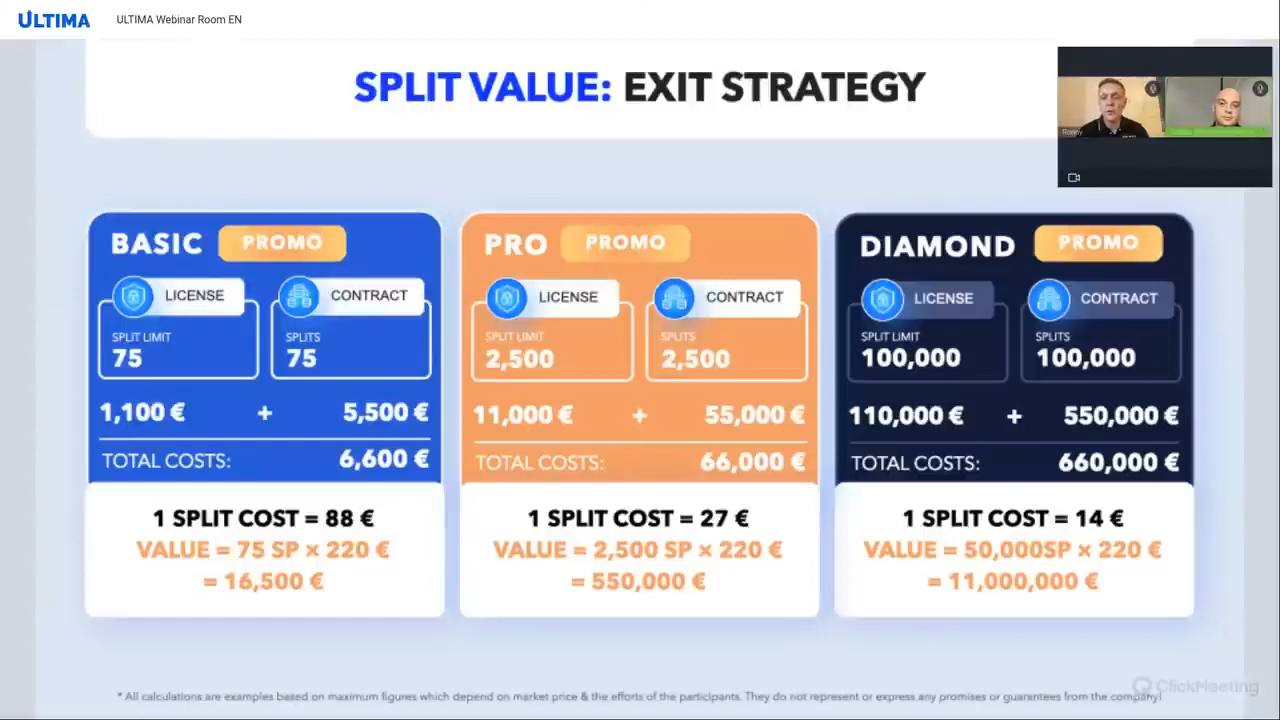 ULTIMA
ULTIMA Webinar Room EN
SPLIT VALUE: EXIT STRATEGY
Ronny
BASIC PROMO
LICENSE CONTRACT
SPLIT LIMIT SPLITS
75 75
1,100 € + 5,500 €
TOTAL COSTS: 6,600 €
1 SPLIT COST = 88 €
VALUE = 75 SP × 220 €
= 16,500 €
PRO PROMO
LICENSE CONTRACT
SPLIT LIMIT SPLITS
2,500 2,500
11,000 € + 55,000 €
TOTAL COSTS: 66,000 €
1 SPLIT COST = 27 €
VALUE = 2,500 SP × 220 €
= 550,000 €
DIAMOND PROMO
LICENSE CONTRACT
SPLIT LIMIT SPLITS
100,000 100,000
110,000 € + 550,000 €
TOTAL COSTS: 660,000 €
1 SPLIT COST = 14 €
VALUE = 50,000SP × 220 €
= 11,000,000 €
* All calculations are examples based on maximum figures which depend on market price & the efforts of the participants. They do not represent or express any promises or guarantees from the company!
ClickMeeting